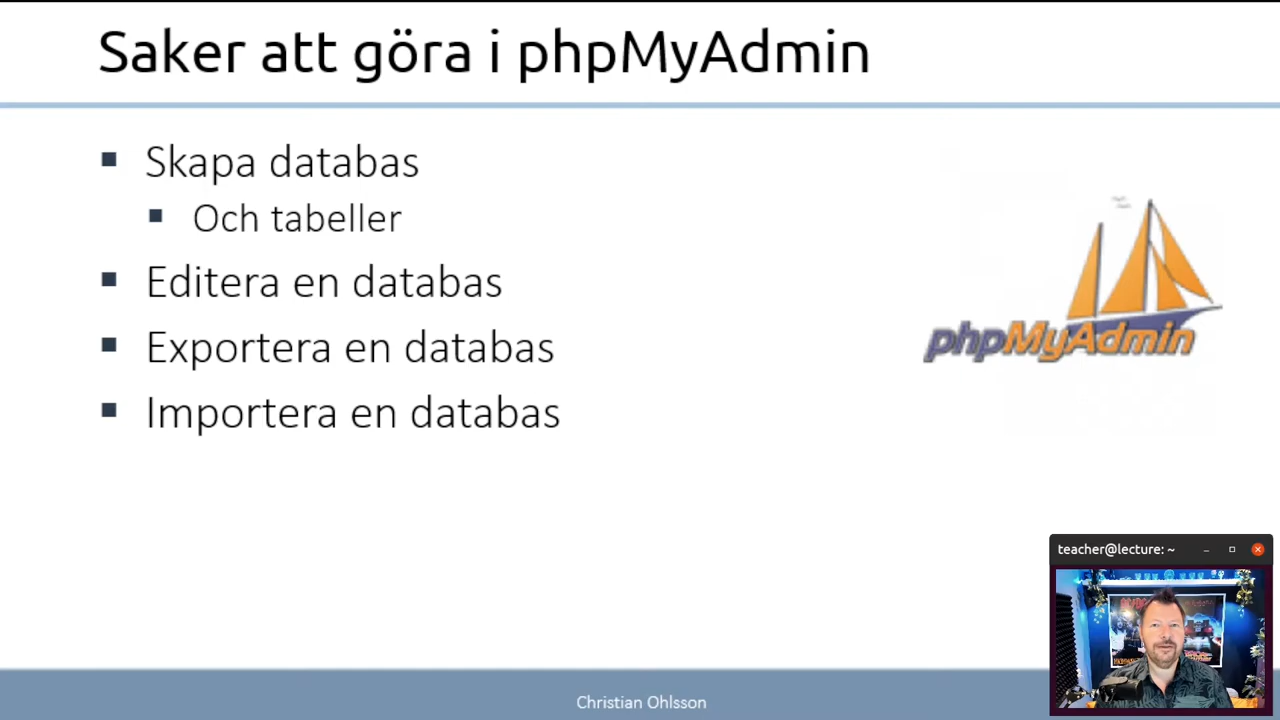 Saker att göra i phpMyAdmin
Skapa databas
Och tabeller
Editera en databas
Exportera en databas
Importera en databas
phpMyAdmin
teacher@lecture: ~
Christian Ohlsson